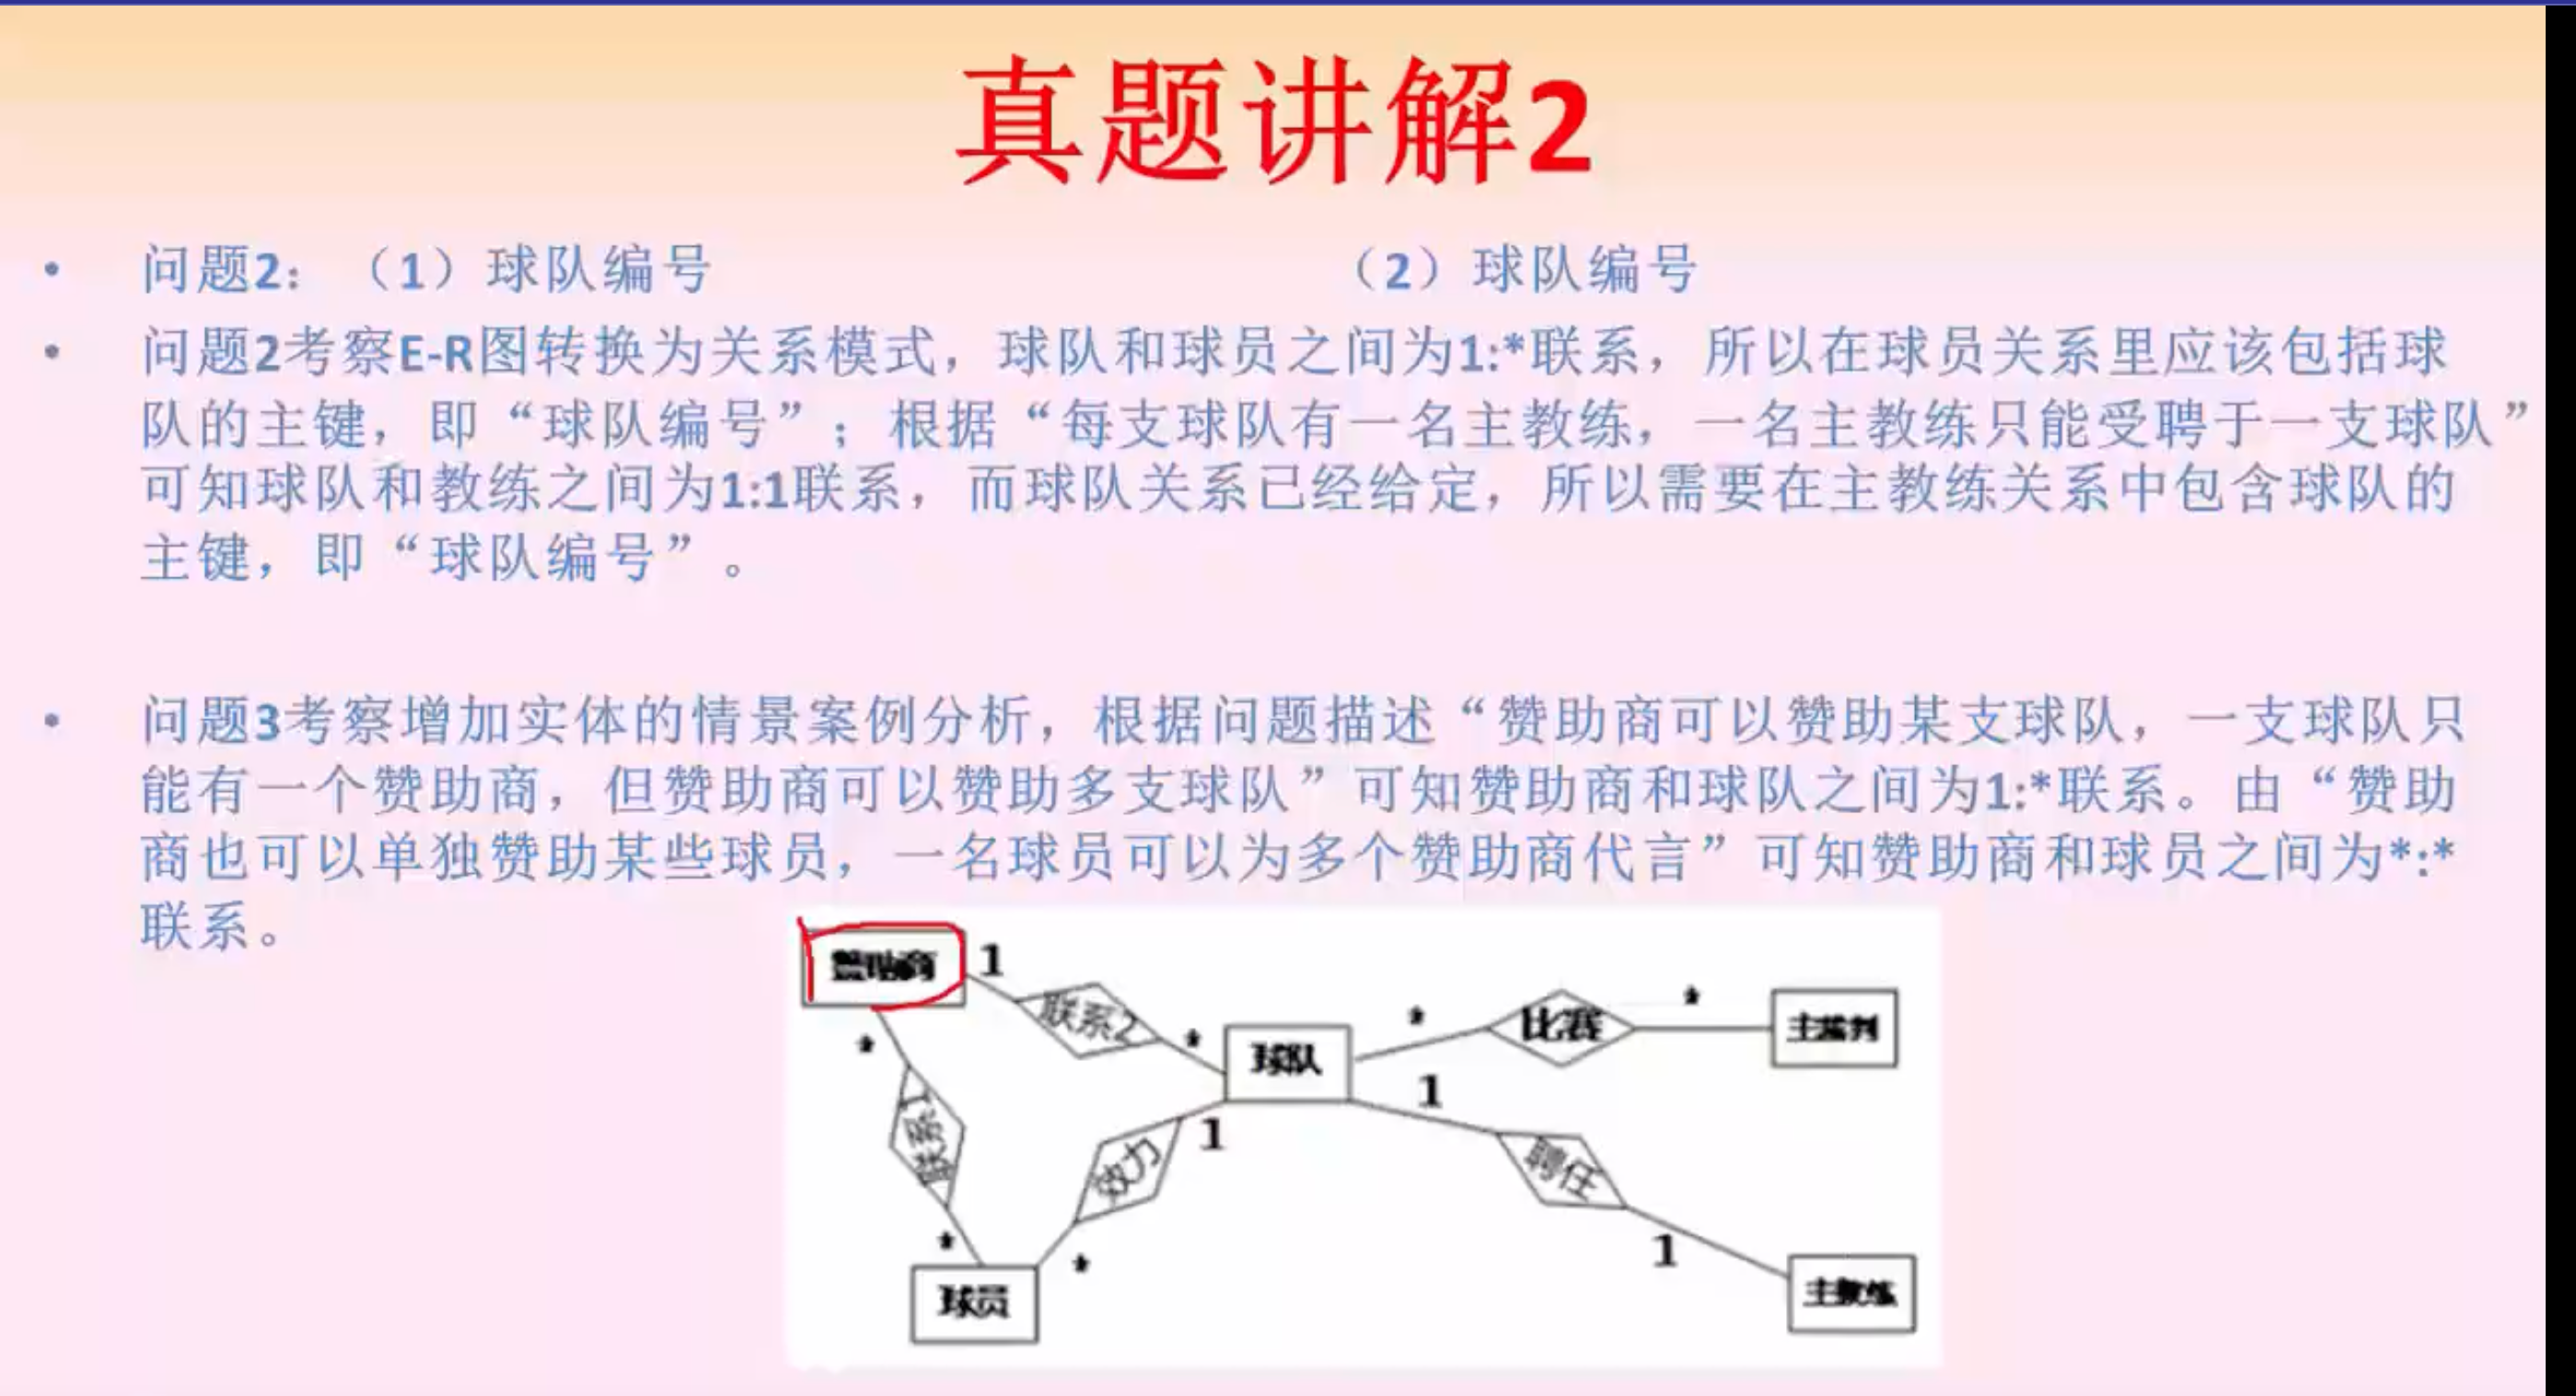 真题讲解2
• 问题2：（1）球队编号 （2）球队编号
• 问题2考察E-R图转换为关系模式，球队和球员之间为1:*联系，所以在球员关系里应该包括球
队的主键，即“球队编号”；根据“每支球队有一名主教练，一名主教练只能受聘于一支球队”
可知球队和教练之间为1:1联系，而球队关系已经给定，所以需要在主教练关系中包含球队的
主键，即“球队编号”。
• 问题3考察增加实体的情景案例分析，根据问题描述“赞助商可以赞助某支球队，一支球队只
能有一个赞助商，但赞助商可以赞助多支球队”可知赞助商和球队之间为1:*联系。由“赞助
商也可以单独赞助某些球员，一名球员可以为多个赞助商代言”可知赞助商和球员之间为*:*
联系。
赞助商
1
联系2
*
球队
*
比赛
*
主裁判
*
联系1
*
球员
1
效力
*
1
聘任
1
主教练